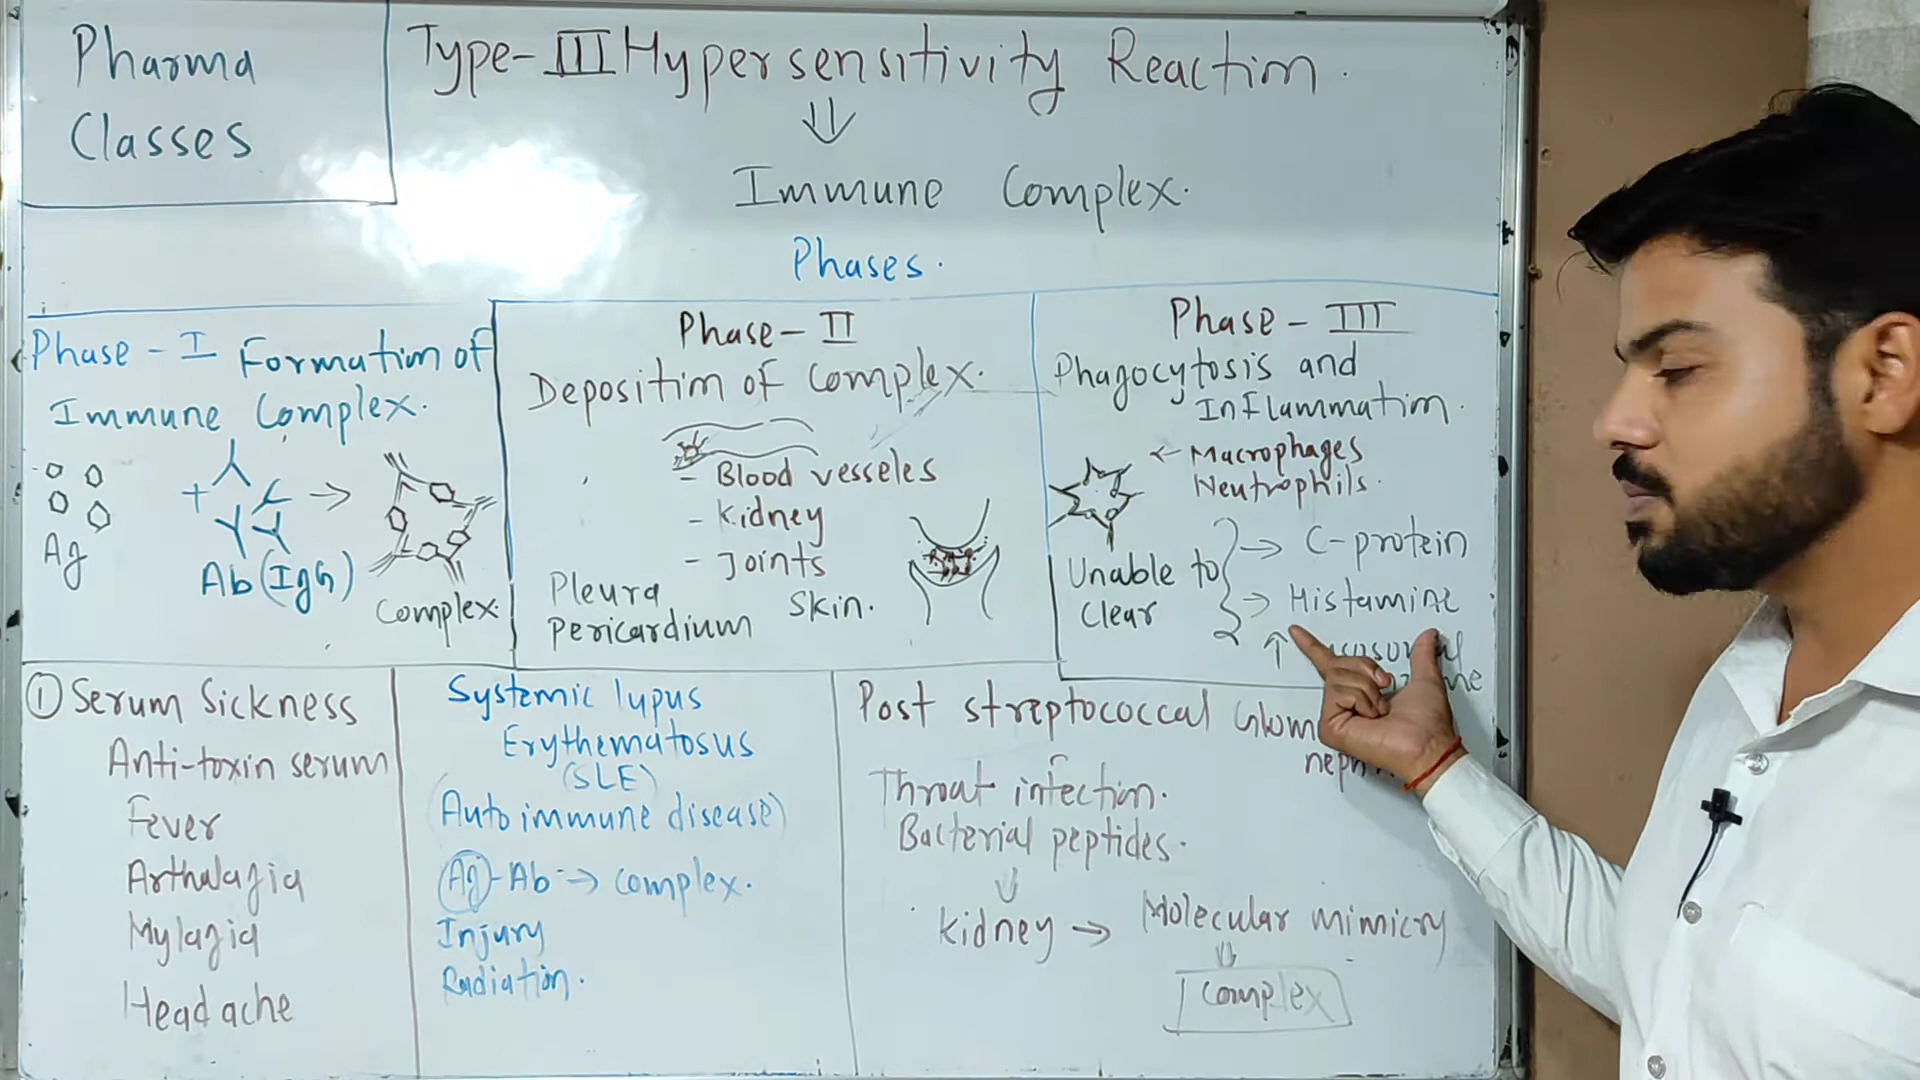 Pharma
Classes
Type-III Hypersensitivity Reaction.
Immune Complex.
Phases.
Phase - I Formation of
Immune Complex.
Ag
+
Ab (IgG)
Complex.
Phase - II
Deposition of Complex.
- Blood vesseles
- Kidney
- Joints
Skin.
Pleura
Pericardium
Phase - III
Phagocytosis and
Inflammation.
← Macrophages
Neutrophils.
Unable to
Clear
→ C-protein
→ Histamine
↑
① Serum Sickness
Anti-toxin serum
Fever
Arthalagia
Mylagia
Headache
Systemic lupus
Erythematosus
(SLE)
(Auto immune disease)
Ag-Ab → complex.
Injury
Radiation.
Post streptococcal
Throat infection.
Bacterial peptides.
Kidney → Molecular mimicry
Complex